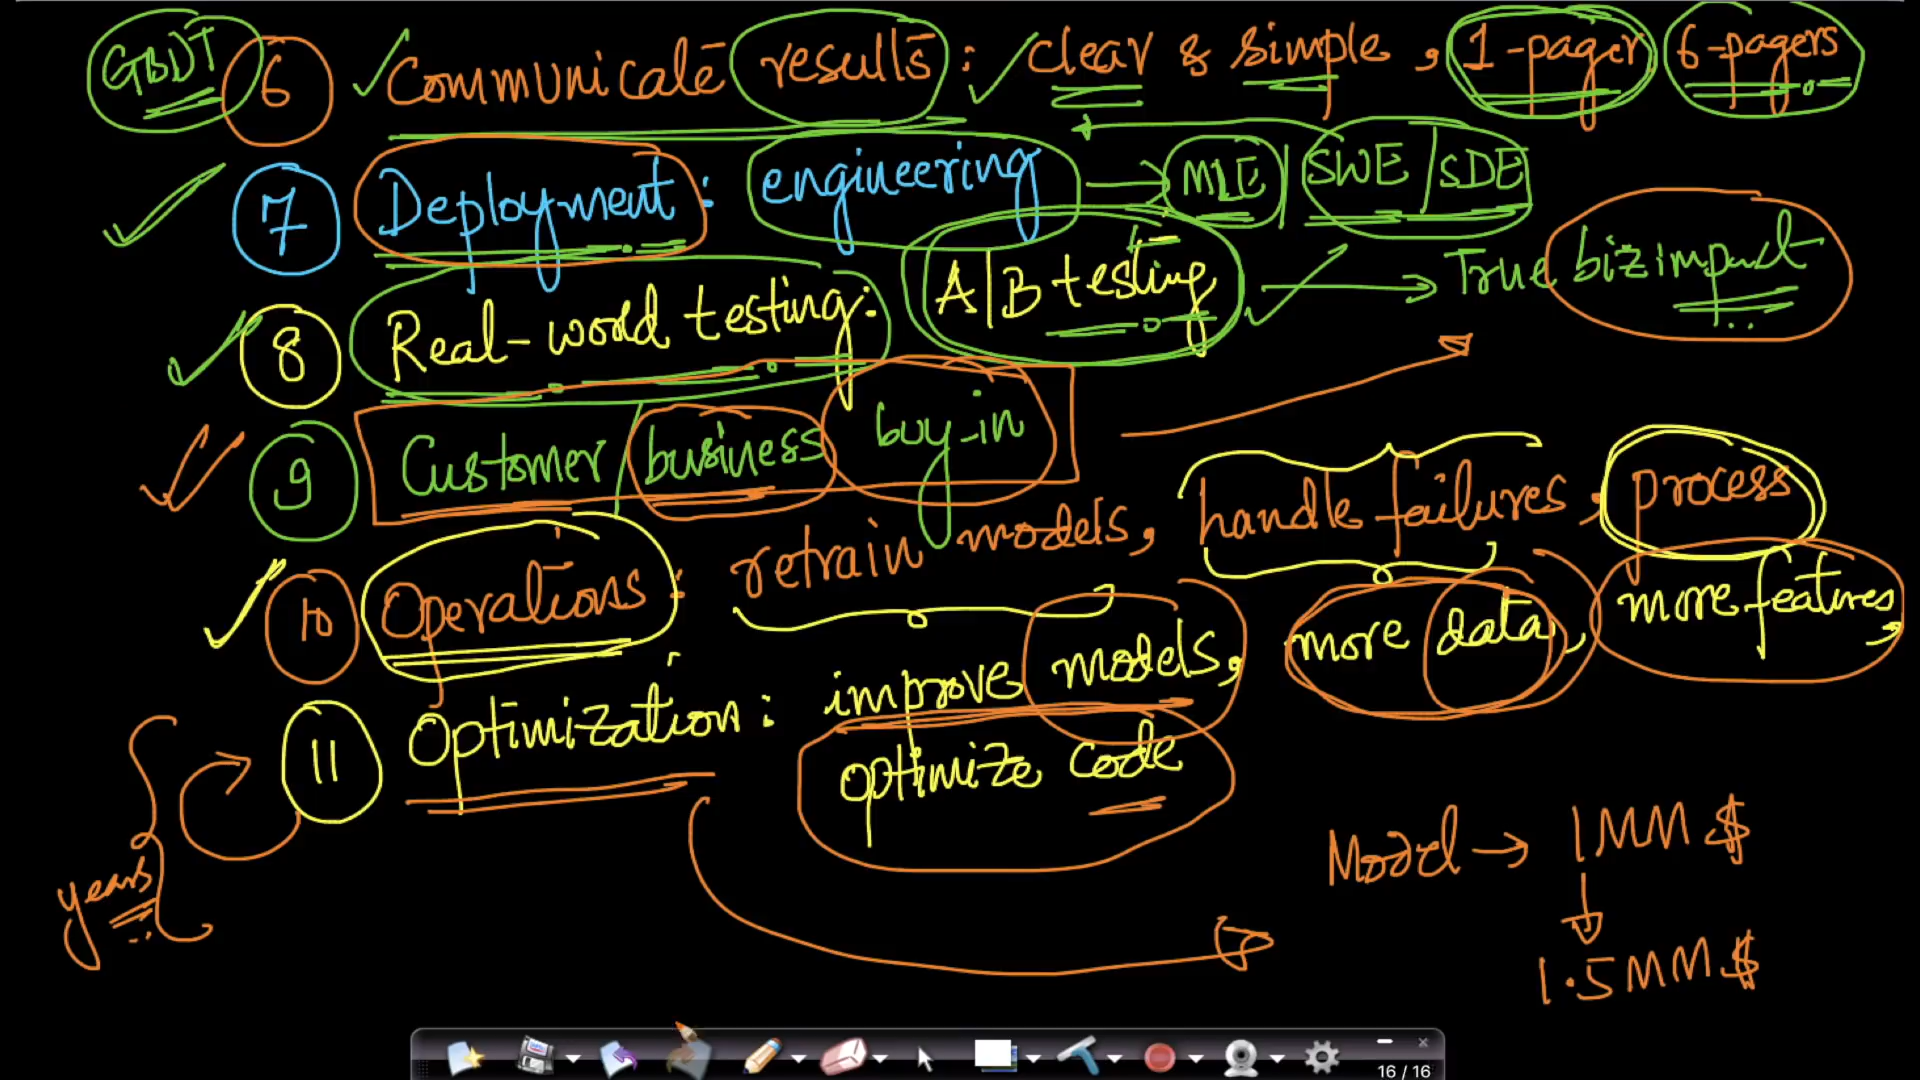 GBDT 6 Communicate results : clear & simple, 1-pager 6-pagers
7 Deployment : engineering → MLE / SWE / SDE
8 Real-world testing: A|B testing → True biz impact
9 Customer / business buy-in
10 Operations : retrain models, handle failures, process
11 Optimization : improve models, more data, more features,
optimize code
years
Model → 1MM $
1.5MM $
16 / 16